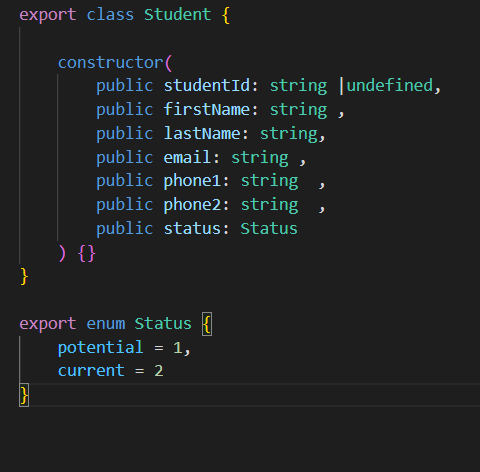 export class Student {
constructor(
public studentId: string |undefined,
public firstName: string ,
public lastName: string,
public email: string ,
public phone1: string  ,
public phone2: string  ,
public status: Status
) {}
}
export enum Status {
potential = 1,
current = 2
}